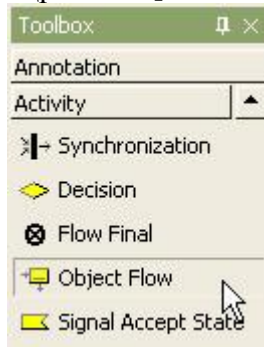 Toolbox
Annotation
Activity
Synchronization
Decision
Flow Final
Object Flow
Signal Accept State